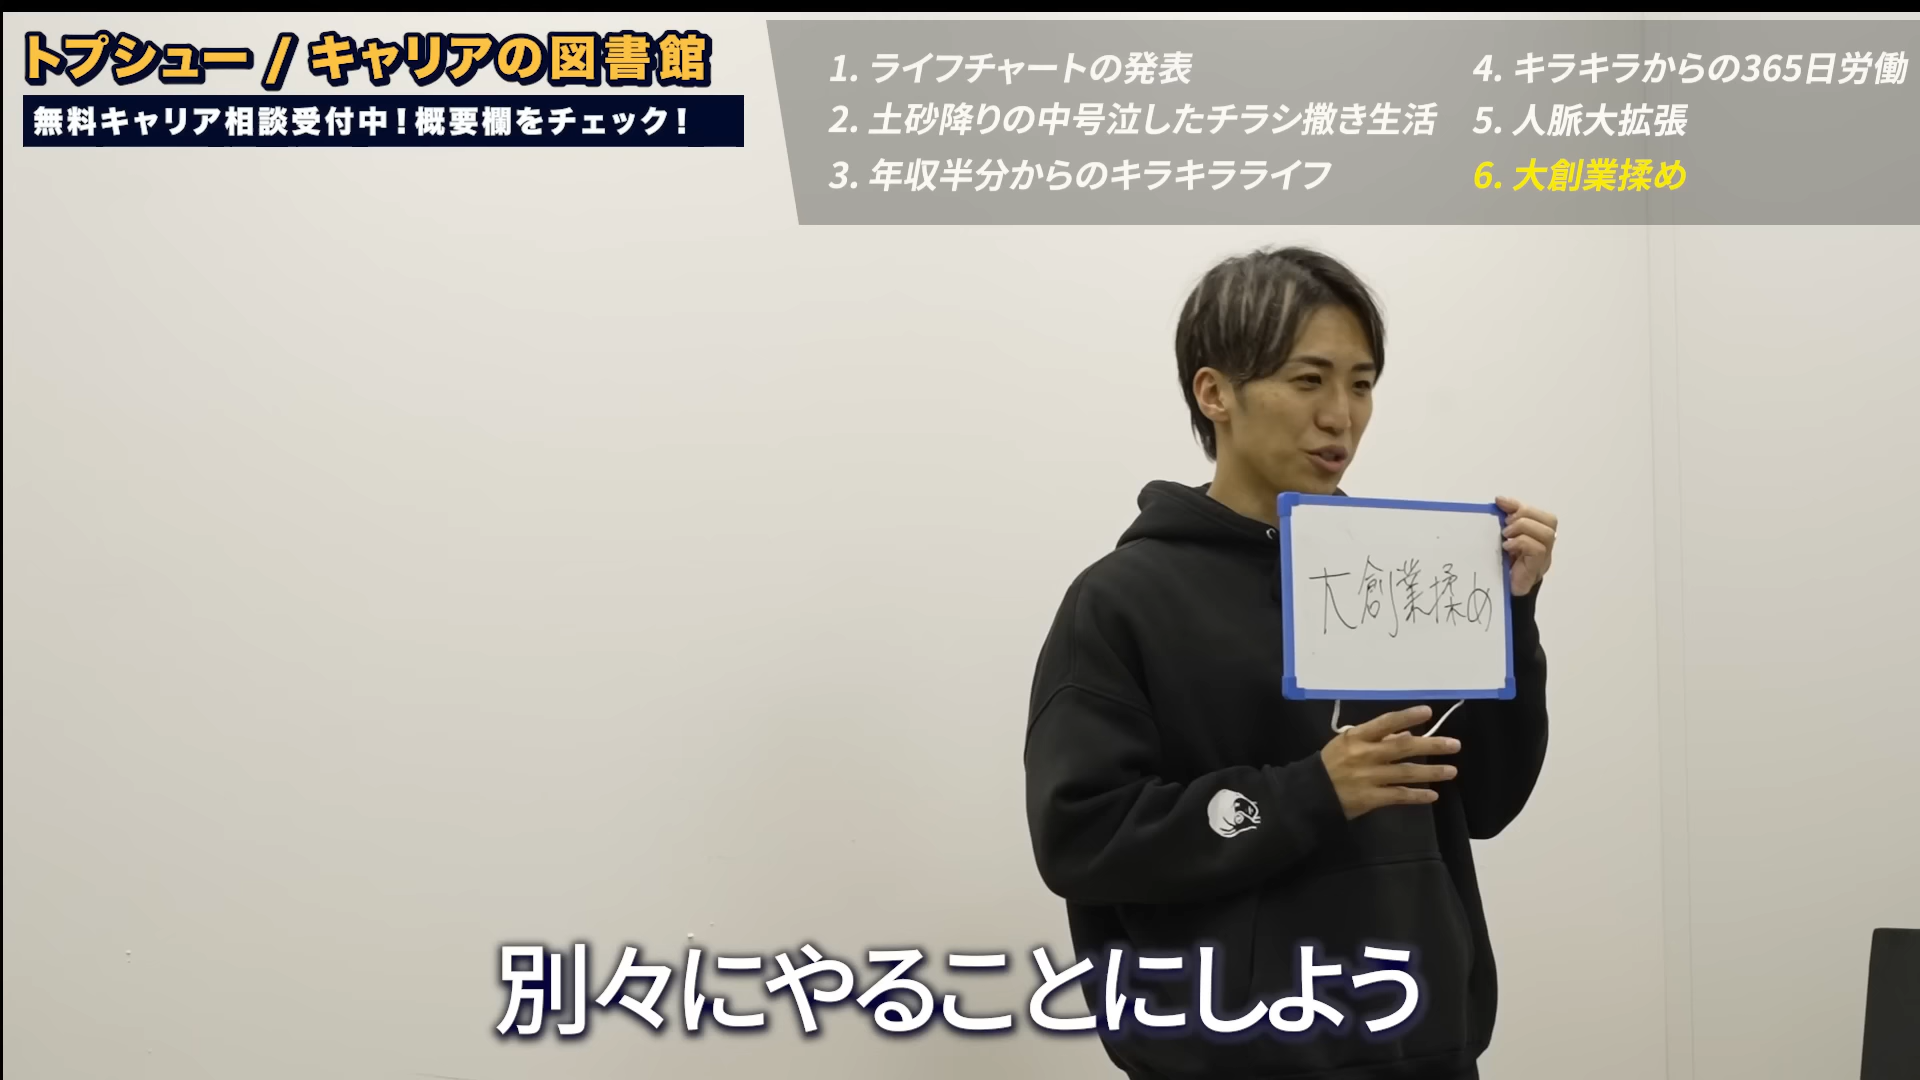 トプシュー / キャリアの図書館
無料キャリア相談受付中！概要欄をチェック！
1. ライフチャートの発表
2. 土砂降りの中号泣したチラシ撒き生活
3. 年収半分からのキラキラライフ
4. キラキラからの365日労働
5. 人脈大拡張
6. 大創業揉め
大創業揉め
別々にやることにしよう